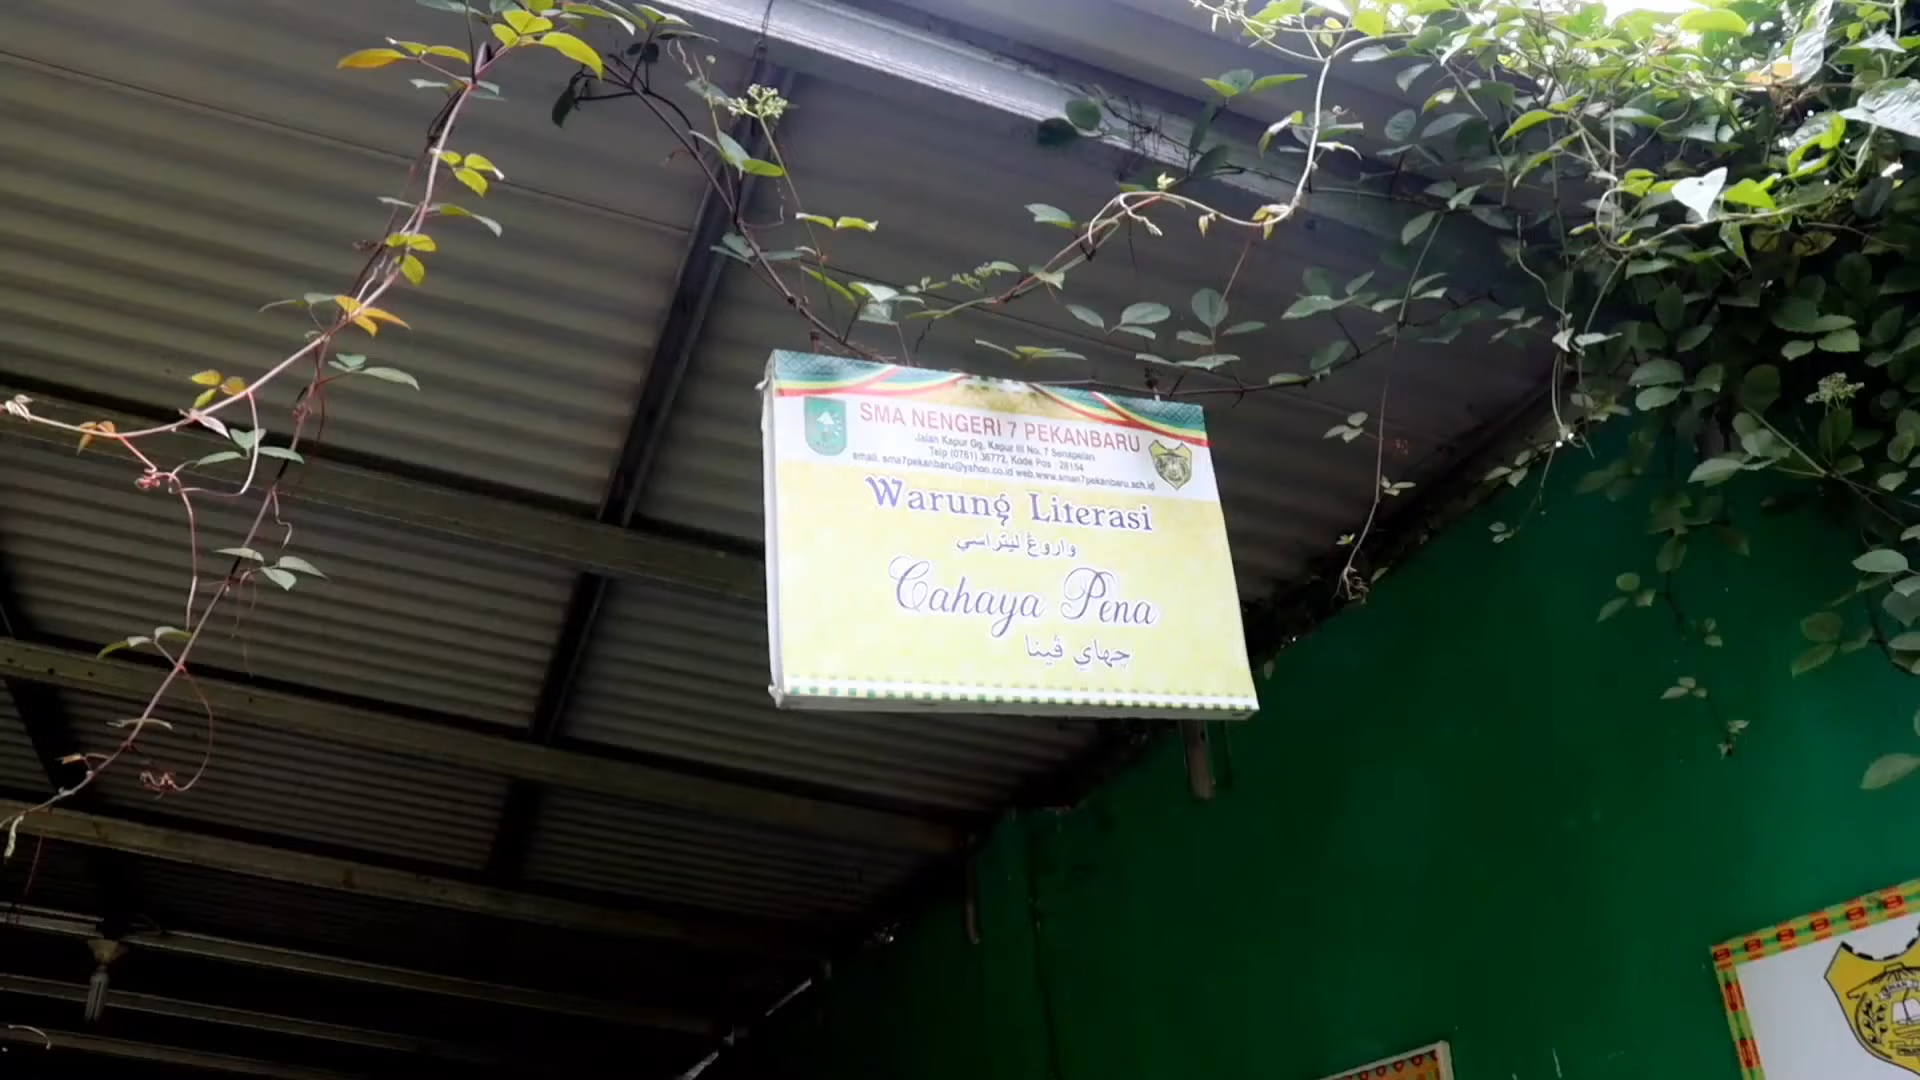 SMA NENGERI 7 PEKANBARU
Jalan Kapur Gg. Kapur III No. 7 Senapelan
Telp (0761) 36772, Kode Pos : 28154
email. sma7pekanbaru@yahoo.co.id web.www.sman7pekanbaru.sch.id
Warung Literasi
واروڠ ليتراسي
Cahaya Pena
چهاي ڤينا